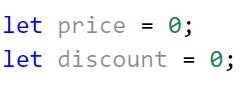 let price = 0;
let discount = 0;